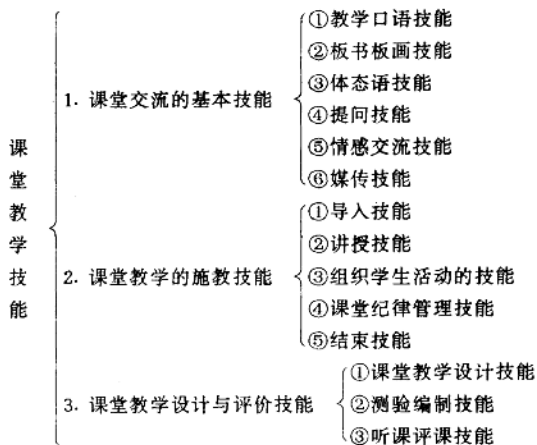 课堂教学技能
1. 课堂交流的基本技能
①教学口语技能
②板书板画技能
③体态语技能
④提问技能
⑤情感交流技能
⑥媒传技能
2. 课堂教学的施教技能
①导入技能
②讲授技能
③组织学生活动的技能
④课堂纪律管理技能
⑤结束技能
3. 课堂教学设计与评价技能
①课堂教学设计技能
②测验编制技能
③听课评课技能